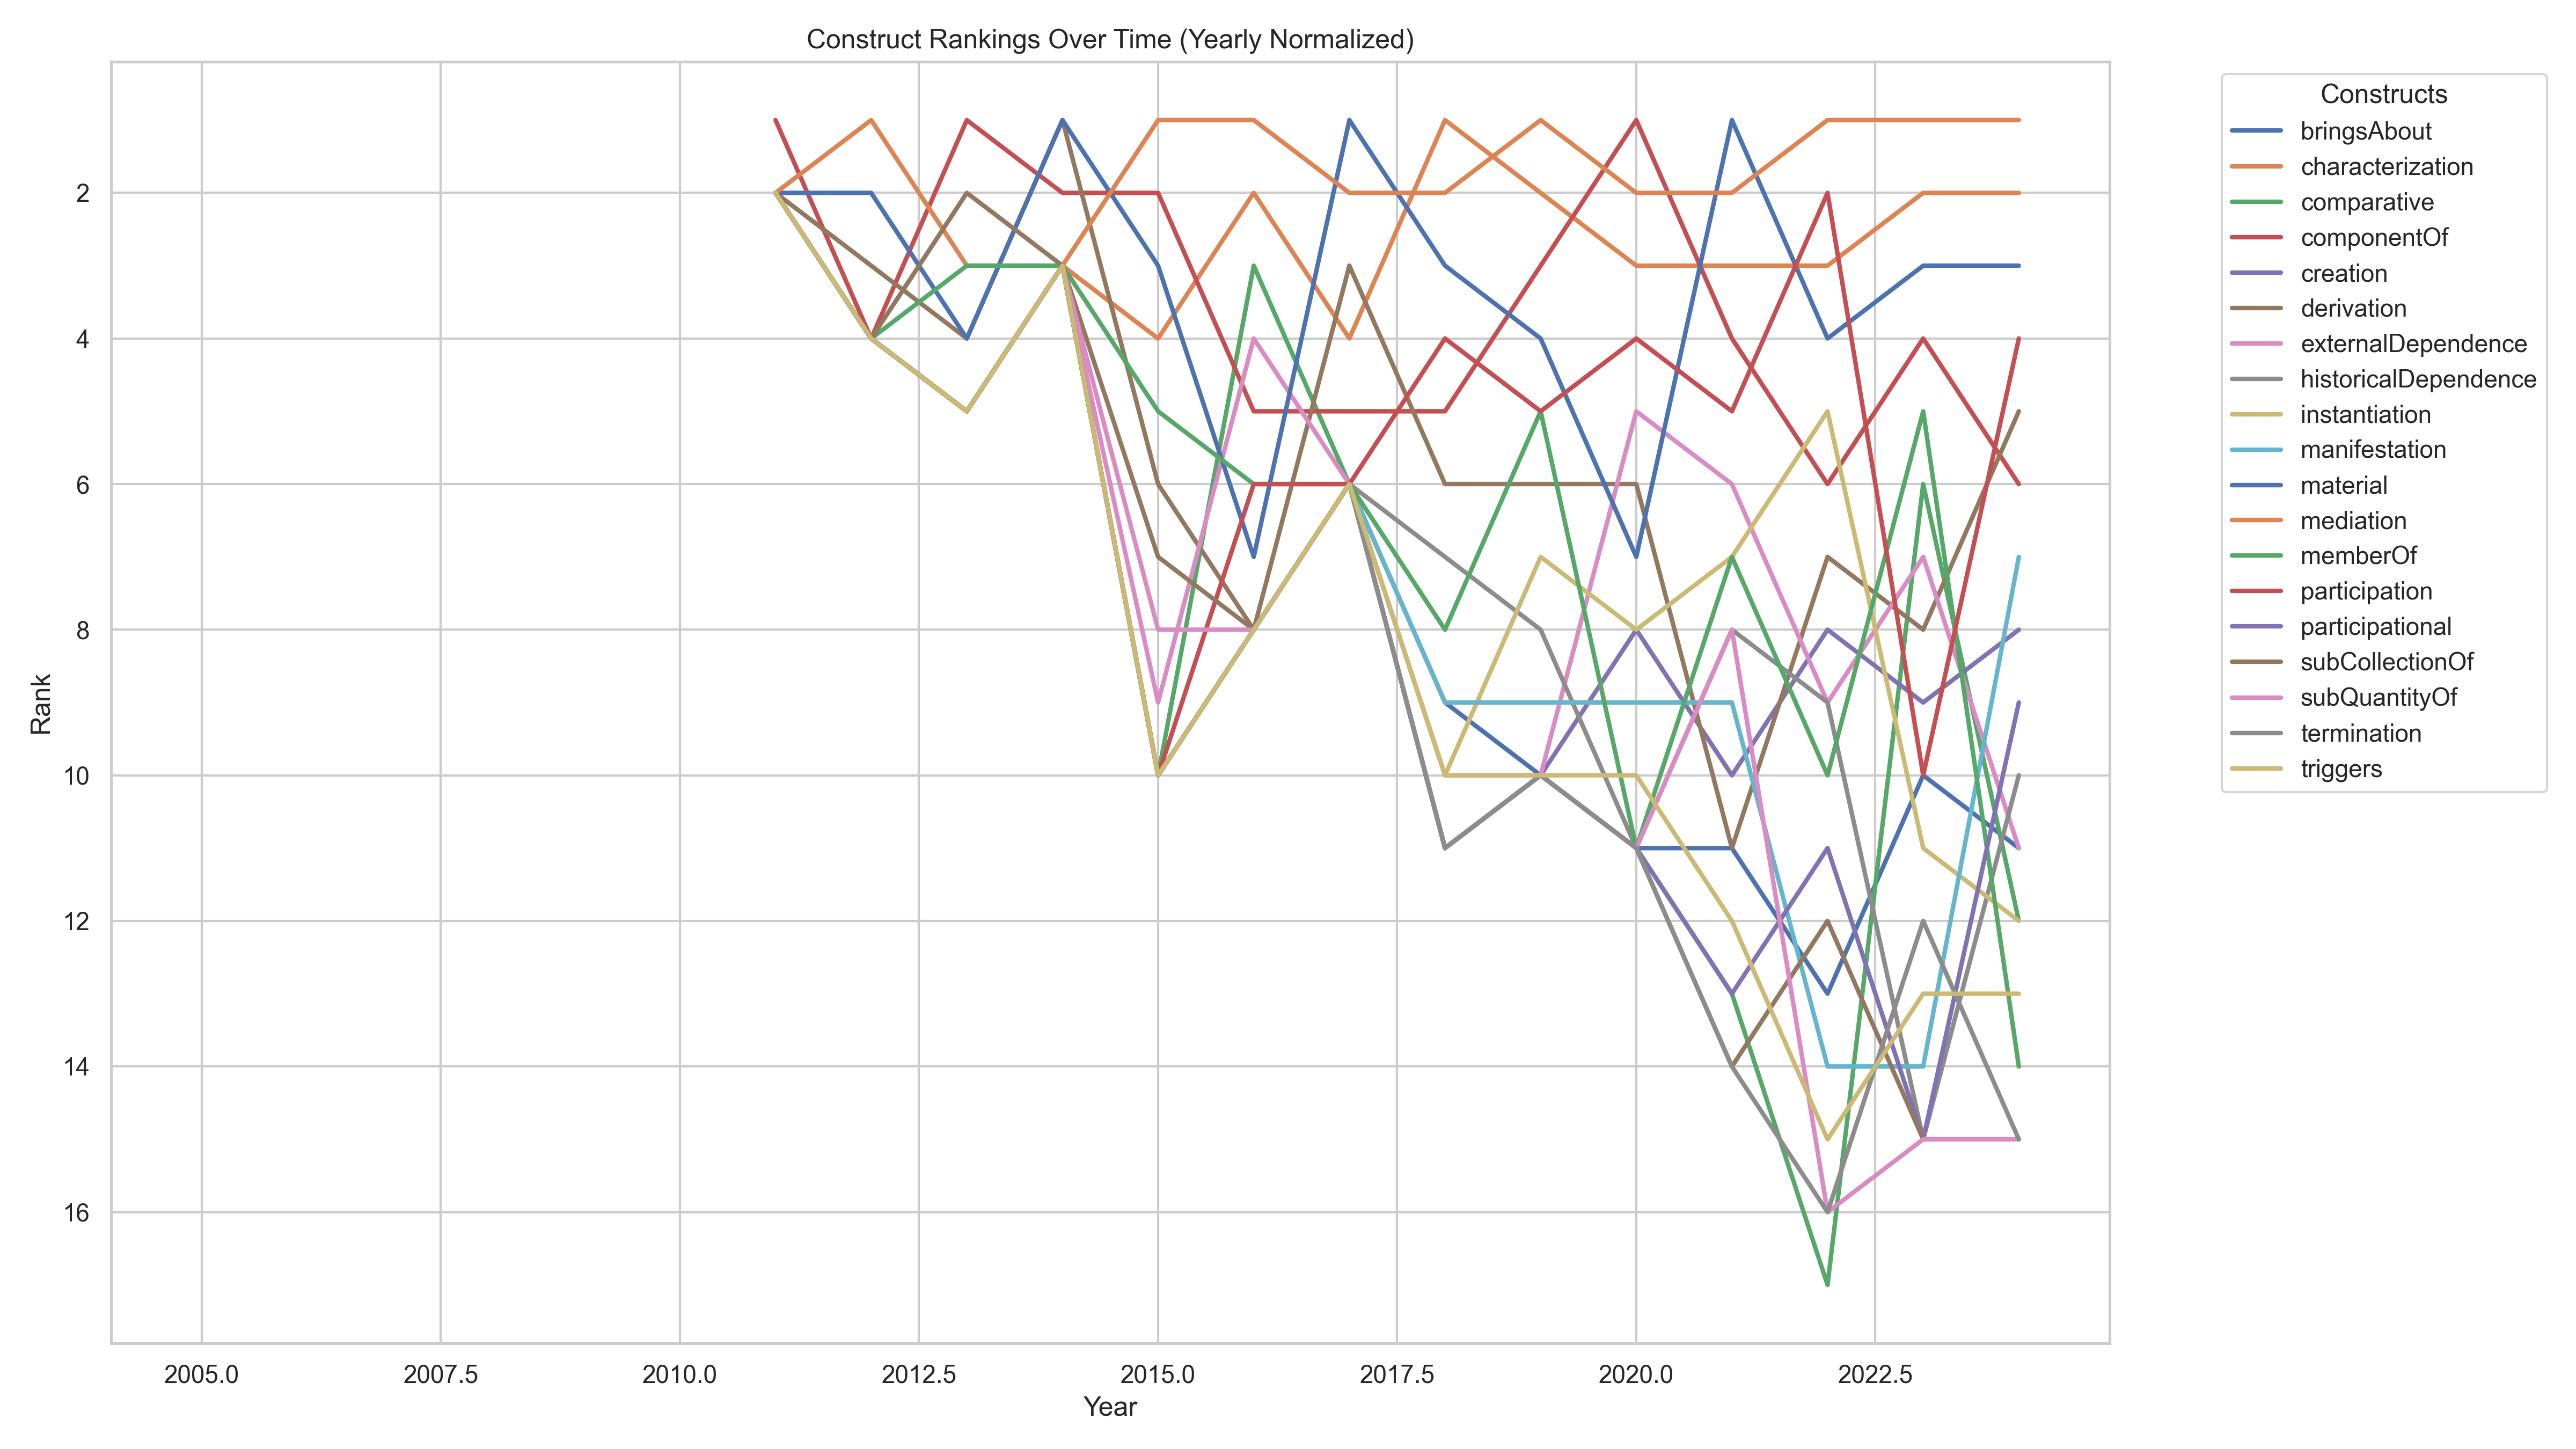 Construct Rankings Over Time (Yearly Normalized)
Constructs
bringsAbout
characterization
comparative
componentOf
creation
derivation
externalDependence
historicalDependence
instantiation
manifestation
material
mediation
memberOf
participation
participational
subCollectionOf
subQuantityOf
termination
triggers
Rank
2
4
6
8
10
12
14
16
2005.0 2007.5 2010.0 2012.5 2015.0 2017.5 2020.0 2022.5
Year